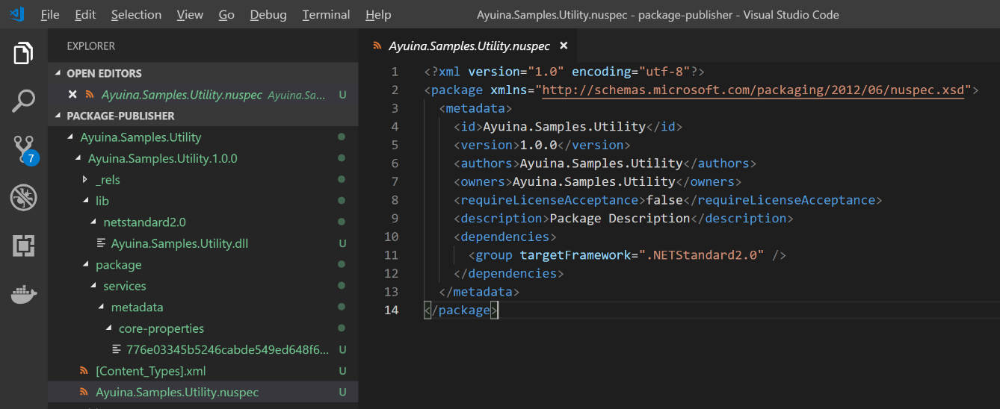 File Edit Selection View Go Debug Terminal Help Ayuina.Samples.Utility.nuspec - package-publisher - Visual Studio Code
EXPLORER
OPEN EDITORS
Ayuina.Samples.Utility.nuspec Ayuina.Sa... U
PACKAGE-PUBLISHER
Ayuina.Samples.Utility
Ayuina.Samples.Utility.1.0.0
_rels
lib
netstandard2.0
Ayuina.Samples.Utility.dll U
package
services
metadata
core-properties
776e03345b5246cabde549ed648f6... U
[Content_Types].xml U
Ayuina.Samples.Utility.nuspec U
7
Ayuina.Samples.Utility.nuspec
1 <?xml version="1.0" encoding="utf-8"?>
2 <package xmlns="http://schemas.microsoft.com/packaging/2012/06/nuspec.xsd">
3 <metadata>
4 <id>Ayuina.Samples.Utility</id>
5 <version>1.0.0</version>
6 <authors>Ayuina.Samples.Utility</authors>
7 <owners>Ayuina.Samples.Utility</owners>
8 <requireLicenseAcceptance>false</requireLicenseAcceptance>
9 <description>Package Description</description>
10 <dependencies>
11 <group targetFramework=".NETStandard2.0" />
12 </dependencies>
13 </metadata>
14 </package>